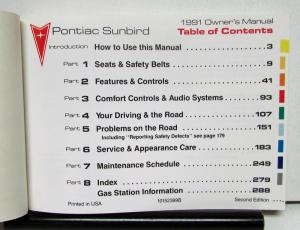 Pontiac Sunbird
1991 Owner's Manual
Table of Contents
Introduction How to Use this Manual 3
Part 1 Seats & Safety Belts 9
Part 2 Features & Controls 41
Part 3 Comfort Controls & Audio Systems 93
Part 4 Your Driving & the Road 107
Part 5 Problems on the Road 151
Including "Reporting Safety Defects" see page 179
Part 6 Service & Appearance Care 183
Part 7 Maintenance Schedule 249
Part 8 Index 279
Gas Station Information 288
Printed in USA 10152399B Second Edition